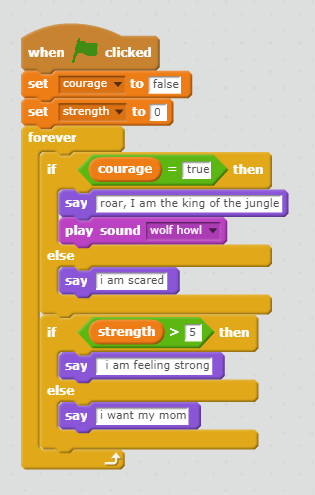 when clicked
set courage to false
set strength to 0
forever
if courage = true then
say roar, I am the king of the jungle
play sound wolf howl
else
say i am scared
if strength > 5 then
say i am feeling strong
else
say i want my mom